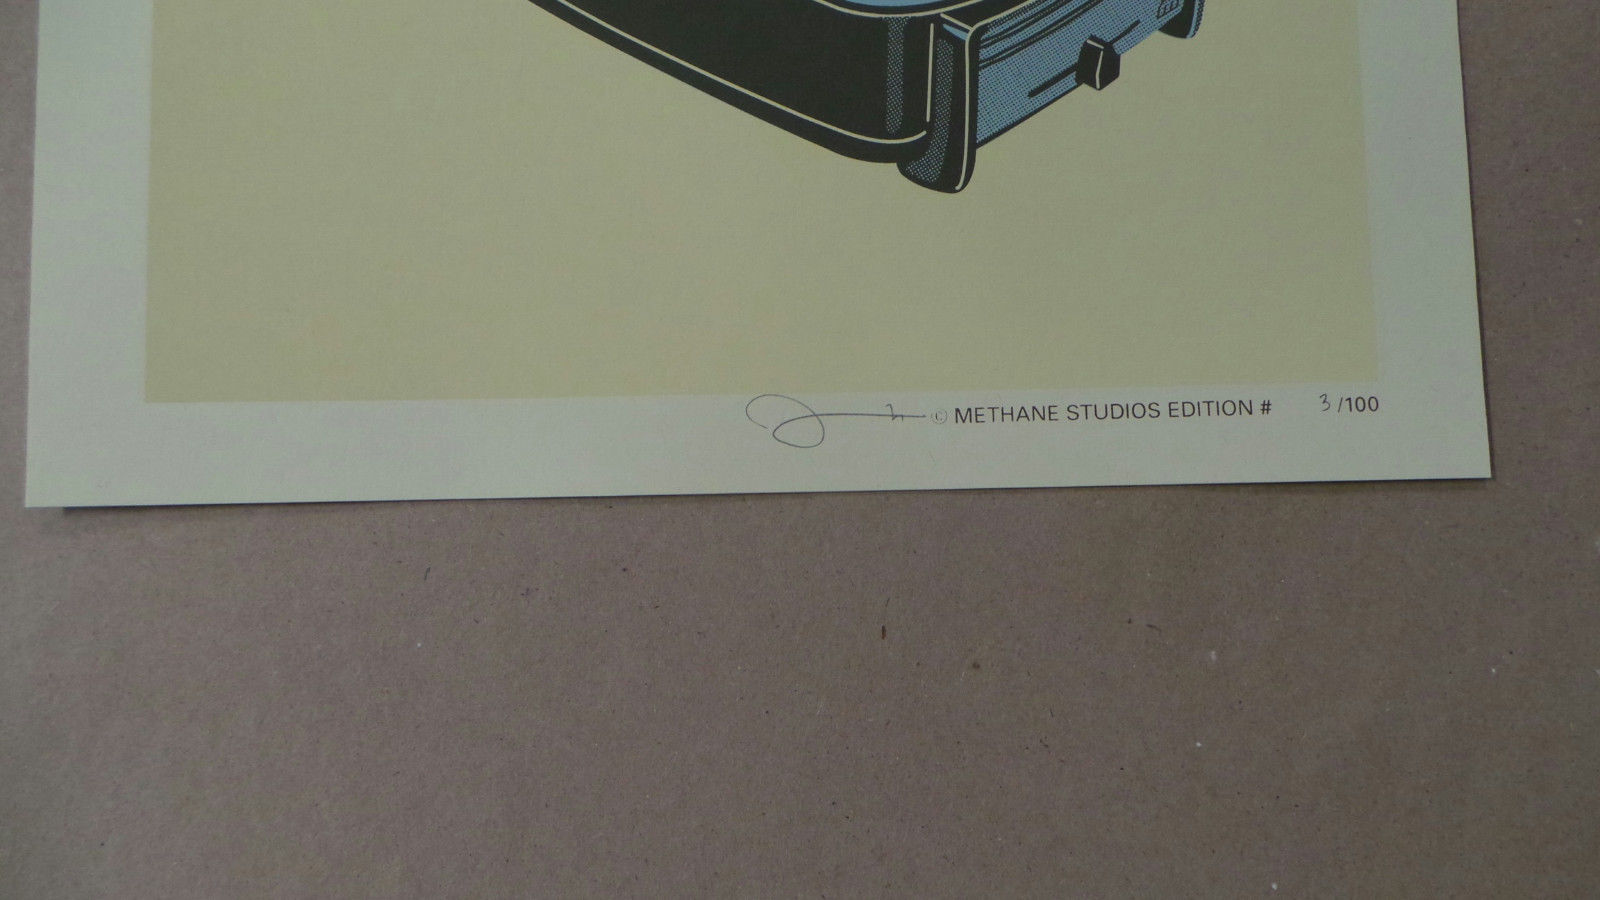 © METHANE STUDIOS EDITION # 3/100